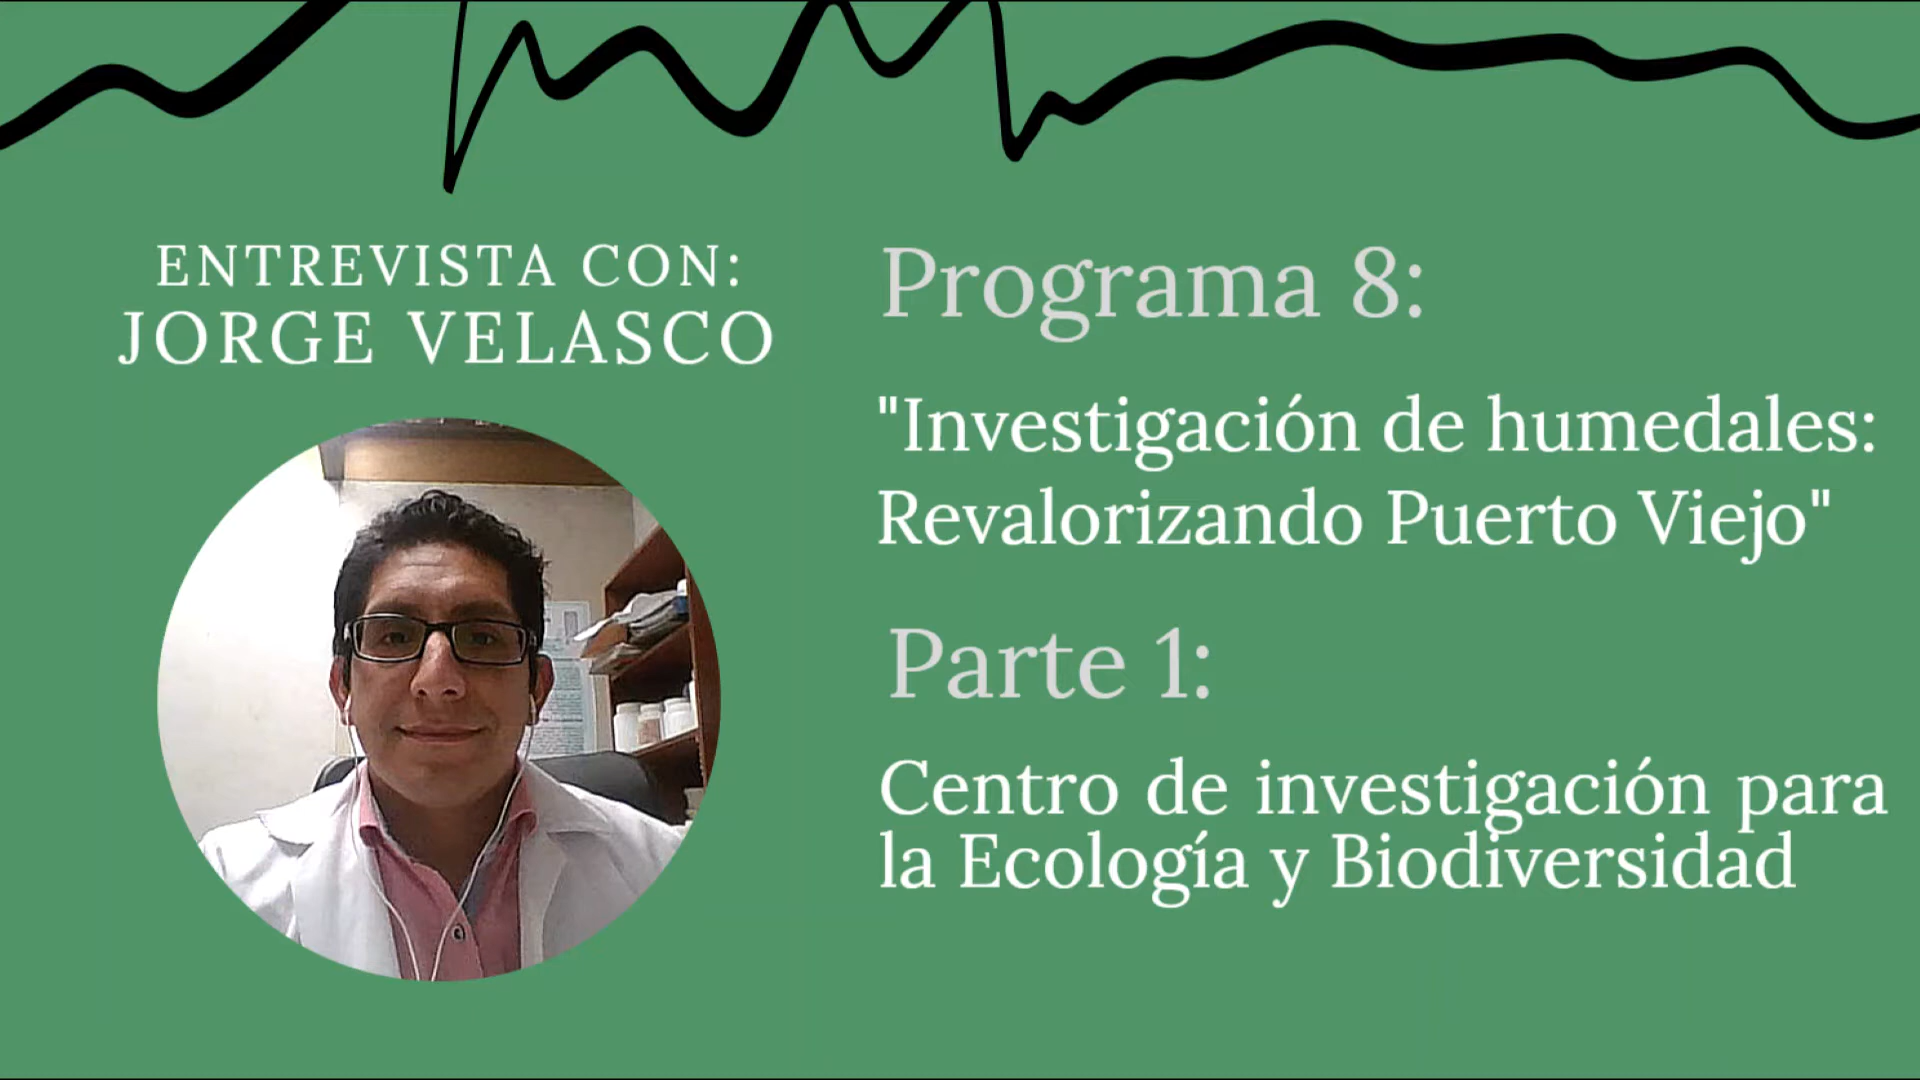 ENTREVISTA CON:
JORGE VELASCO
Programa 8:
"Investigación de humedales:
Revalorizando Puerto Viejo"
Parte 1:
Centro de investigación para
la Ecología y Biodiversidad